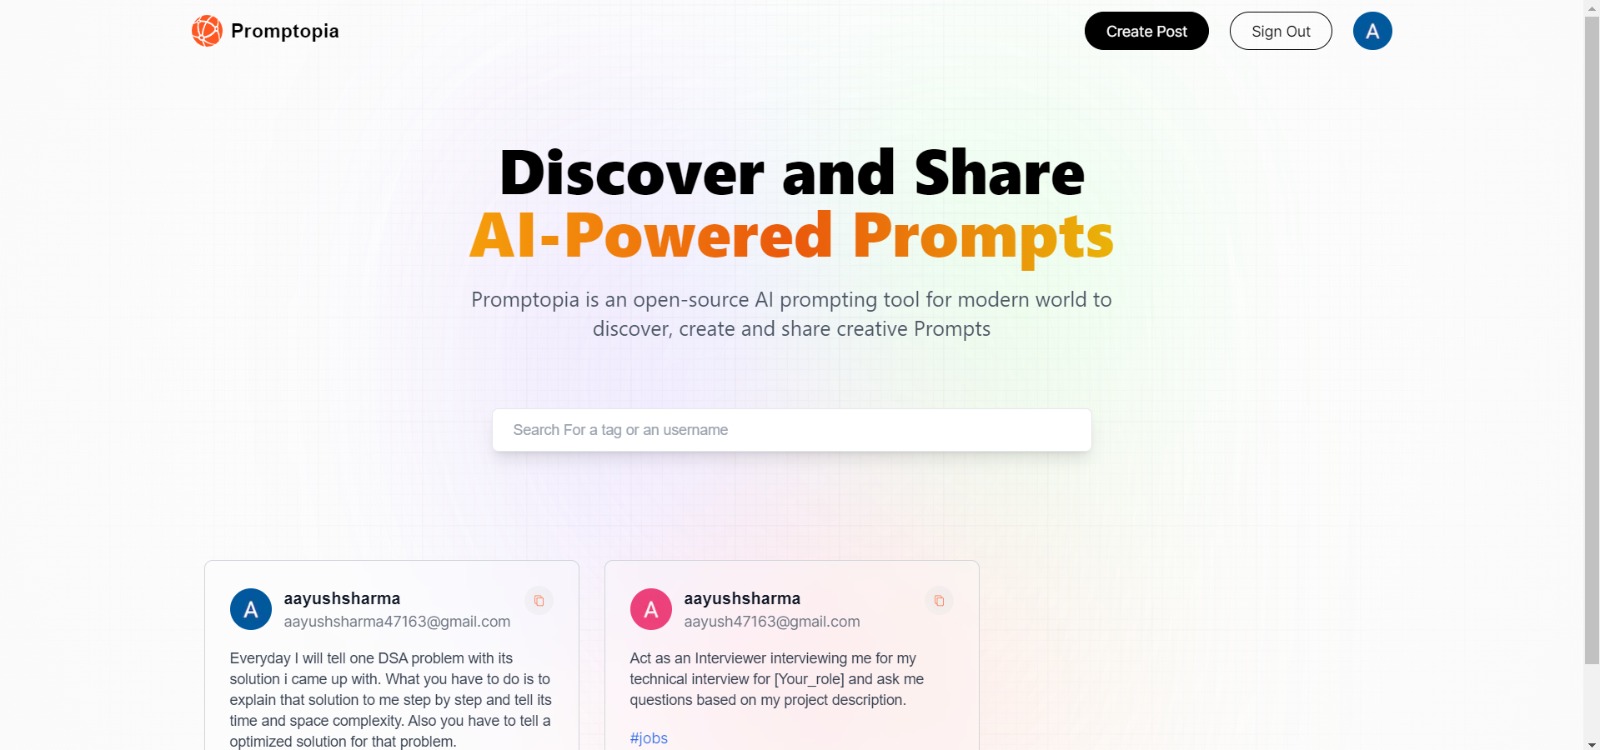 Promptopia
Create Post
Sign Out
A
Discover and Share
AI-Powered Prompts
Promptopia is an open-source AI prompting tool for modern world to
discover, create and share creative Prompts
Search For a tag or an username
A
aayushsharma
aayushsharma47163@gmail.com
Everyday I will tell one DSA problem with its
solution i came up with. What you have to do is to
explain that solution to me step by step and tell its
time and space complexity. Also you have to tell a
optimized solution for that problem.
A
aayushsharma
aayush47163@gmail.com
Act as an Interviewer interviewing me for my
technical interview for [Your_role] and ask me
questions based on my project description.
#jobs